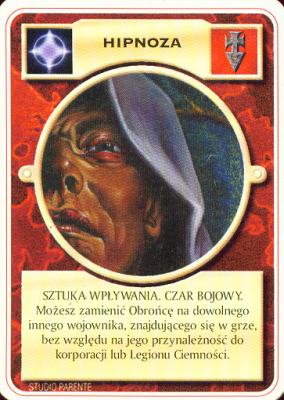 HIPNOZA
SZTUKA WPŁYWANIA. CZAR BOJOWY.
Możesz zamienić Obrońcę na dowolnego
innego wojownika, znajdującego się w grze,
bez względu na jego przynależność do
korporacji lub Legionu Ciemności.
STUDIO PARENTE